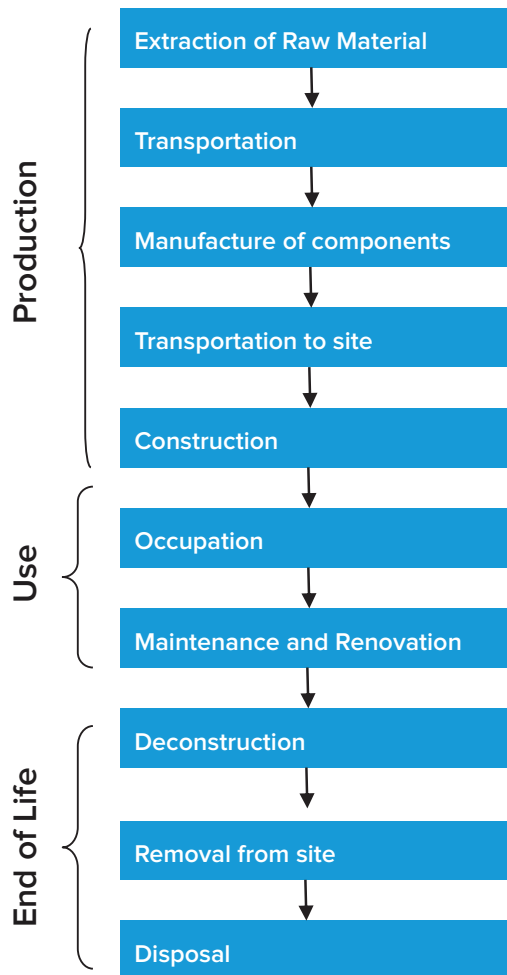 Production
Extraction of Raw Material
Transportation
Manufacture of components
Transportation to site
Construction
Use
Occupation
Maintenance and Renovation
End of Life
Deconstruction
Removal from site
Disposal